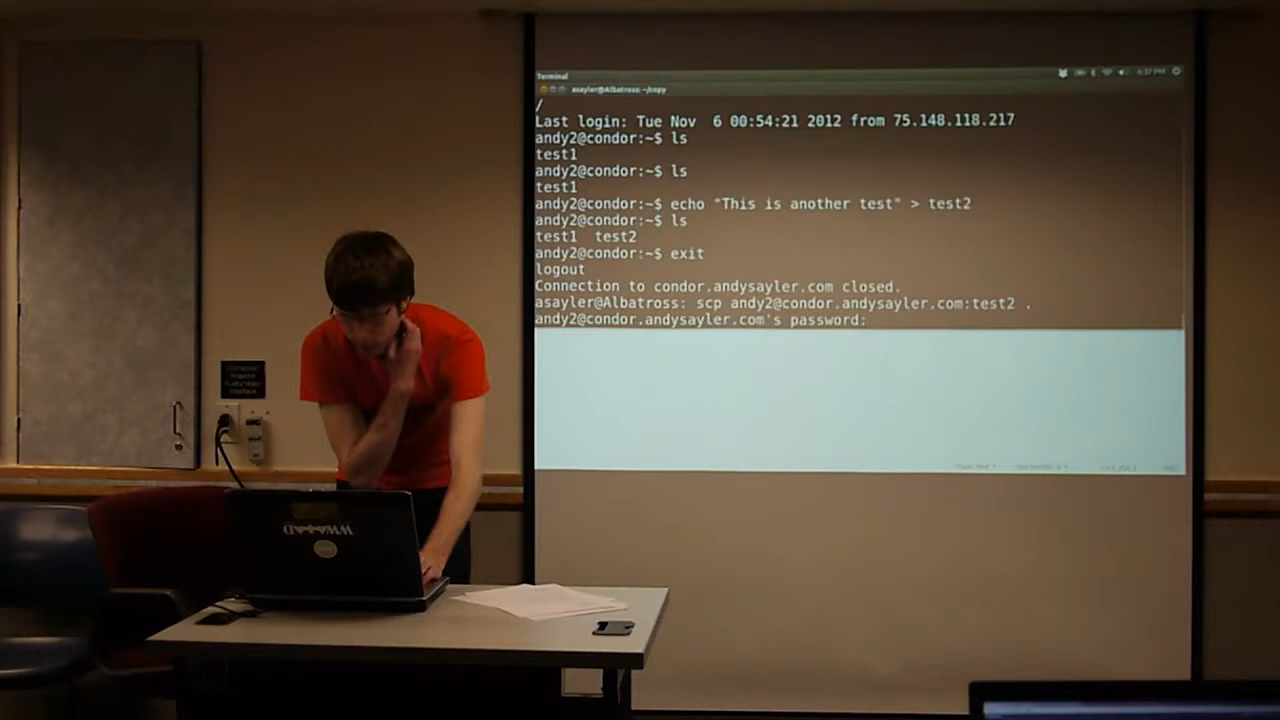 Terminal
asayler@Albatross: ~/copy
/
Last login: Tue Nov  6 00:54:21 2012 from 75.148.118.217
andy2@condor:~$ ls
test1
andy2@condor:~$ ls
test1
andy2@condor:~$ echo "This is another test" > test2
andy2@condor:~$ ls
test1  test2
andy2@condor:~$ exit
logout
Connection to condor.andysayler.com closed.
asayler@Albatross: scp andy2@condor.andysayler.com:test2 .
andy2@condor.andysayler.com's password: